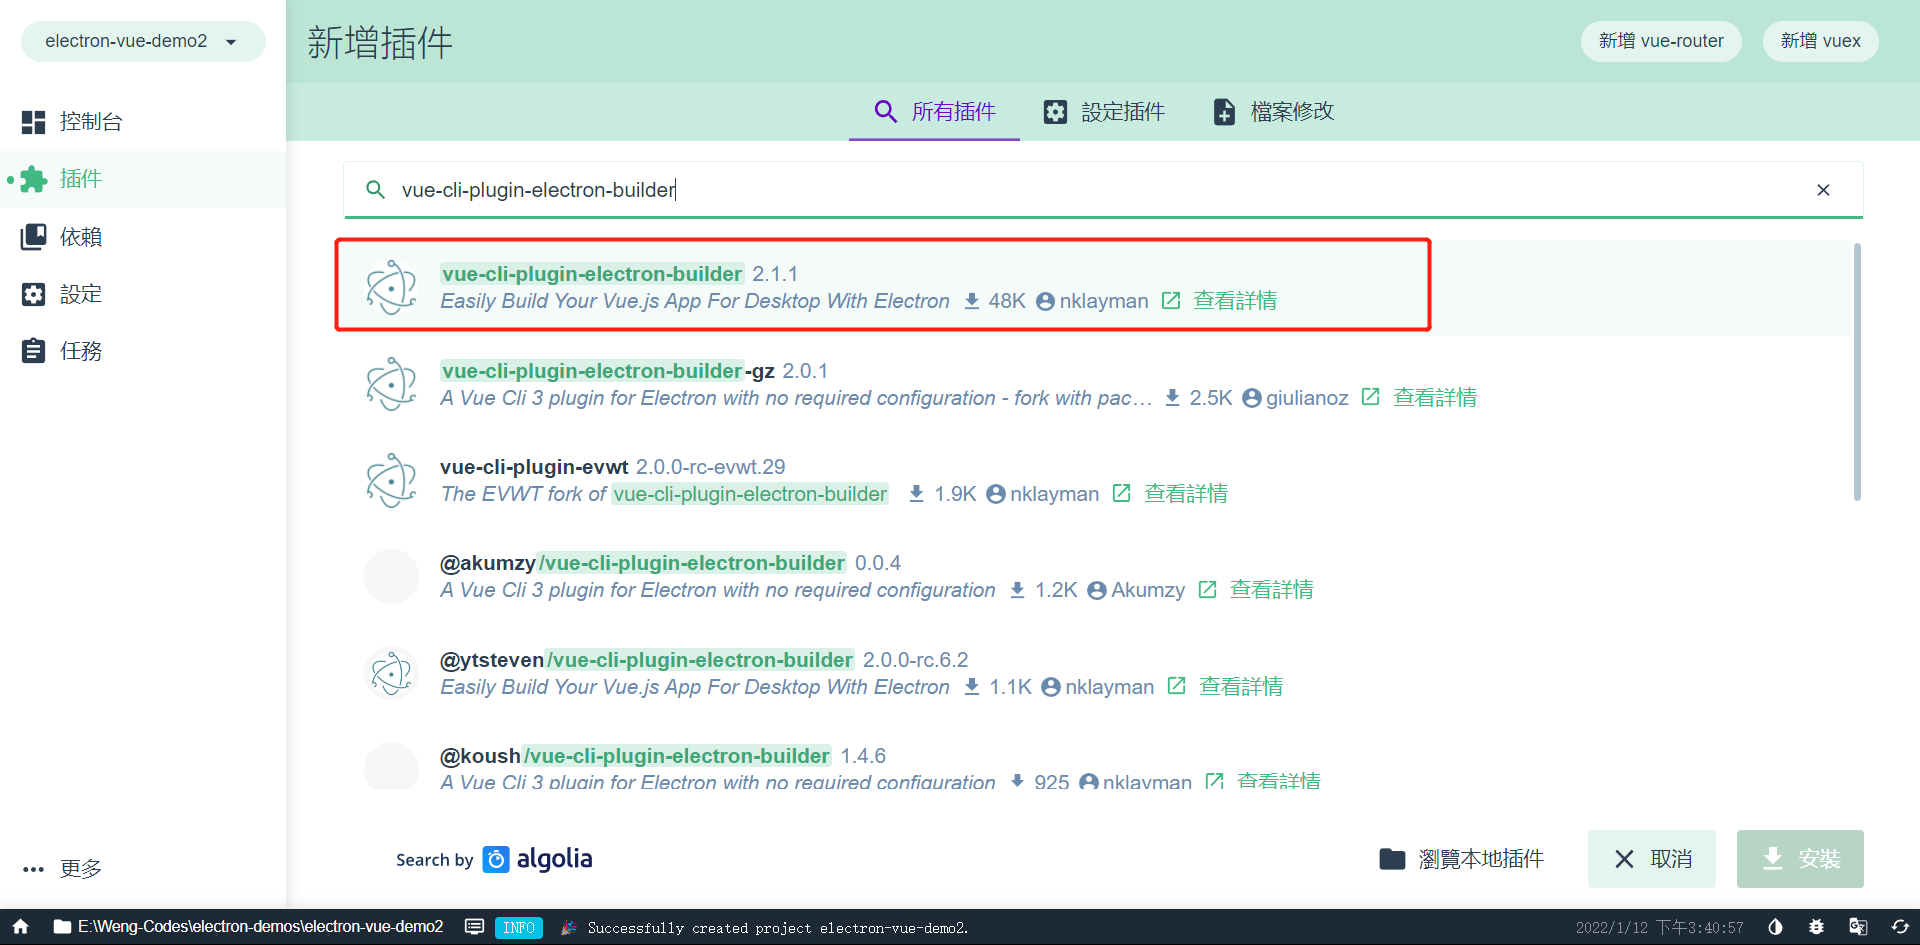 electron-vue-demo2
新增插件
新增 vue-router
新增 vuex
控制台
插件
依賴
設定
任務
更多
所有插件
設定插件
檔案修改
vue-cli-plugin-electron-builder
vue-cli-plugin-electron-builder 2.1.1
Easily Build Your Vue.js App For Desktop With Electron 48K nklayman 查看詳情
vue-cli-plugin-electron-builder-gz 2.0.1
A Vue Cli 3 plugin for Electron with no required configuration - fork with pac… 2.5K giulianoz 查看詳情
vue-cli-plugin-evwt 2.0.0-rc-evwt.29
The EVWT fork of vue-cli-plugin-electron-builder 1.9K nklayman 查看詳情
@akumzy/vue-cli-plugin-electron-builder 0.0.4
A Vue Cli 3 plugin for Electron with no required configuration 1.2K Akumzy 查看詳情
@ytsteven/vue-cli-plugin-electron-builder 2.0.0-rc.6.2
Easily Build Your Vue.js App For Desktop With Electron 1.1K nklayman 查看詳情
@koush/vue-cli-plugin-electron-builder 1.4.6
A Vue Cli 3 plugin for Electron with no required configuration 925 nklayman 查看詳情
Search by algolia
瀏覽本地插件
取消
安裝
E:\Weng-Codes\electron-demos\electron-vue-demo2
INFO
Successfully created project electron-vue-demo2.
2022/1/12 下午3:40:57